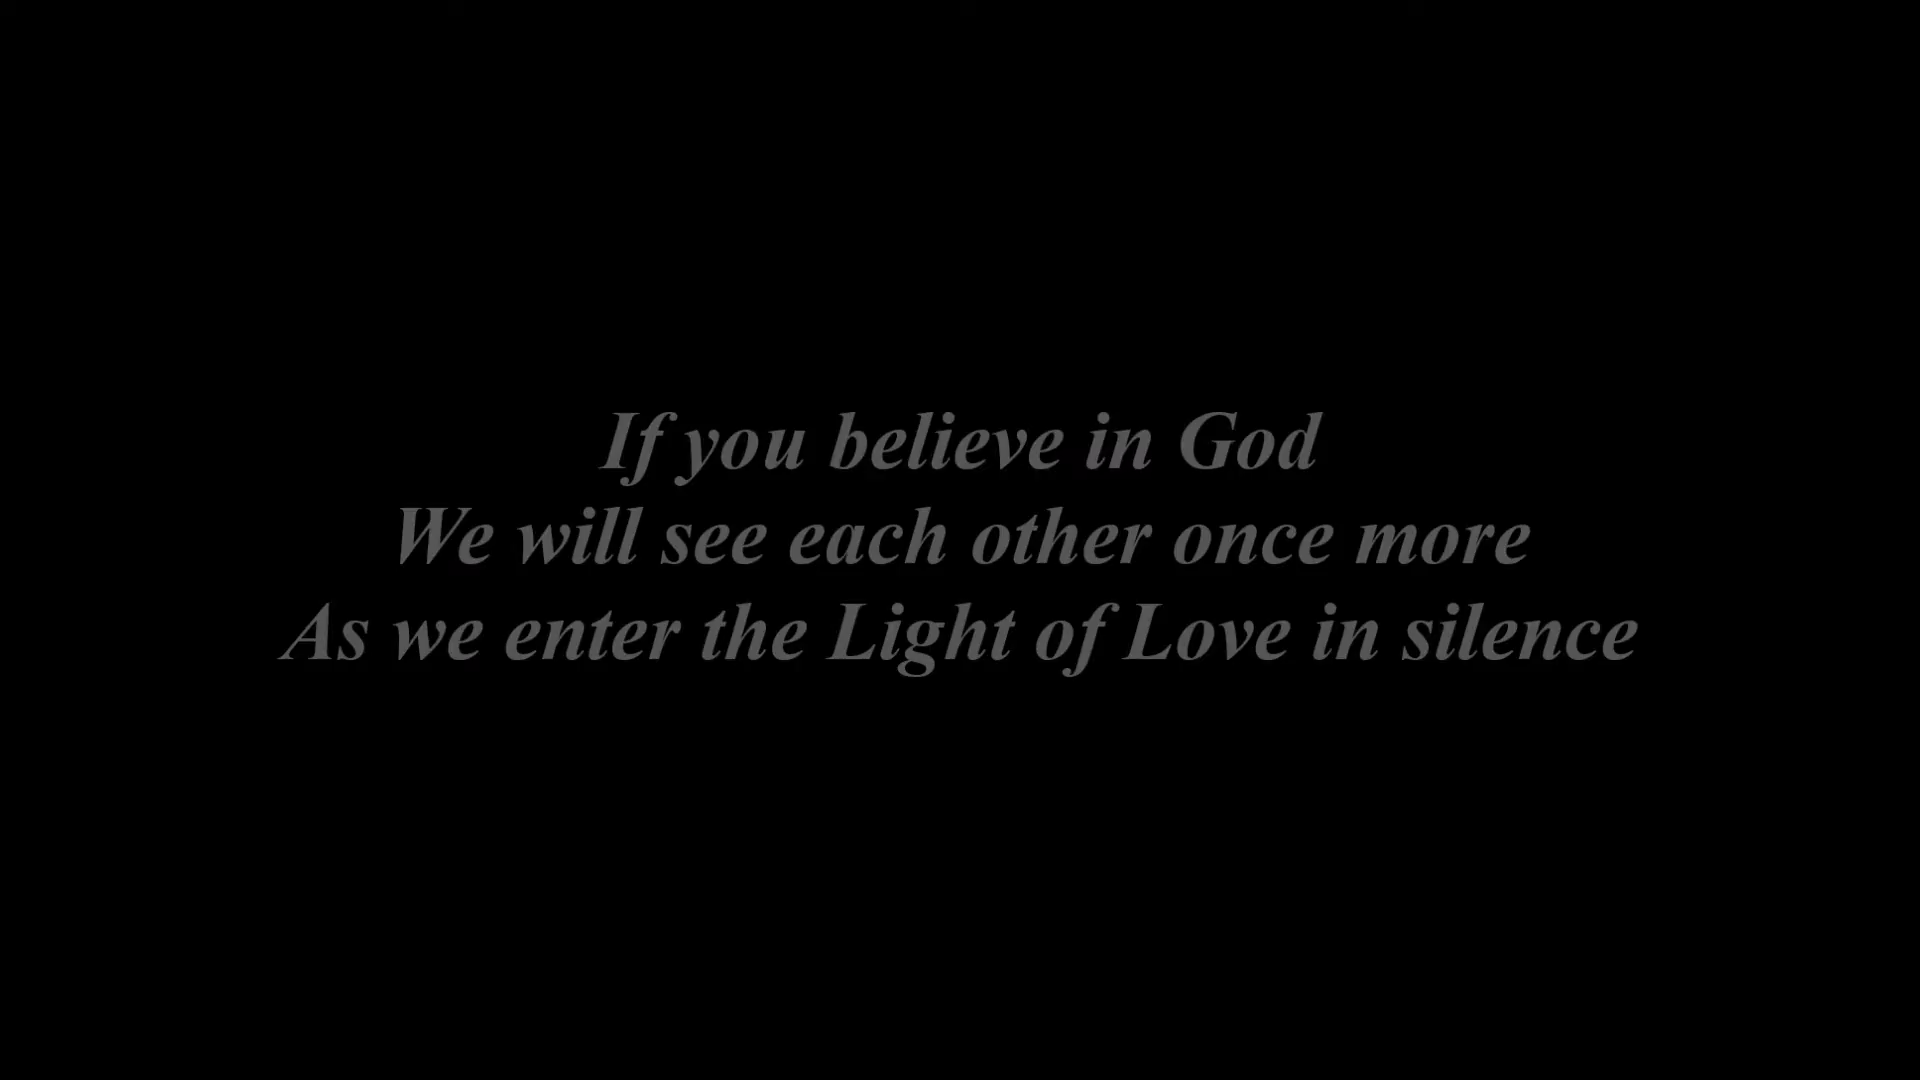 If you believe in God
We will see each other once more
As we enter the Light of Love in silence